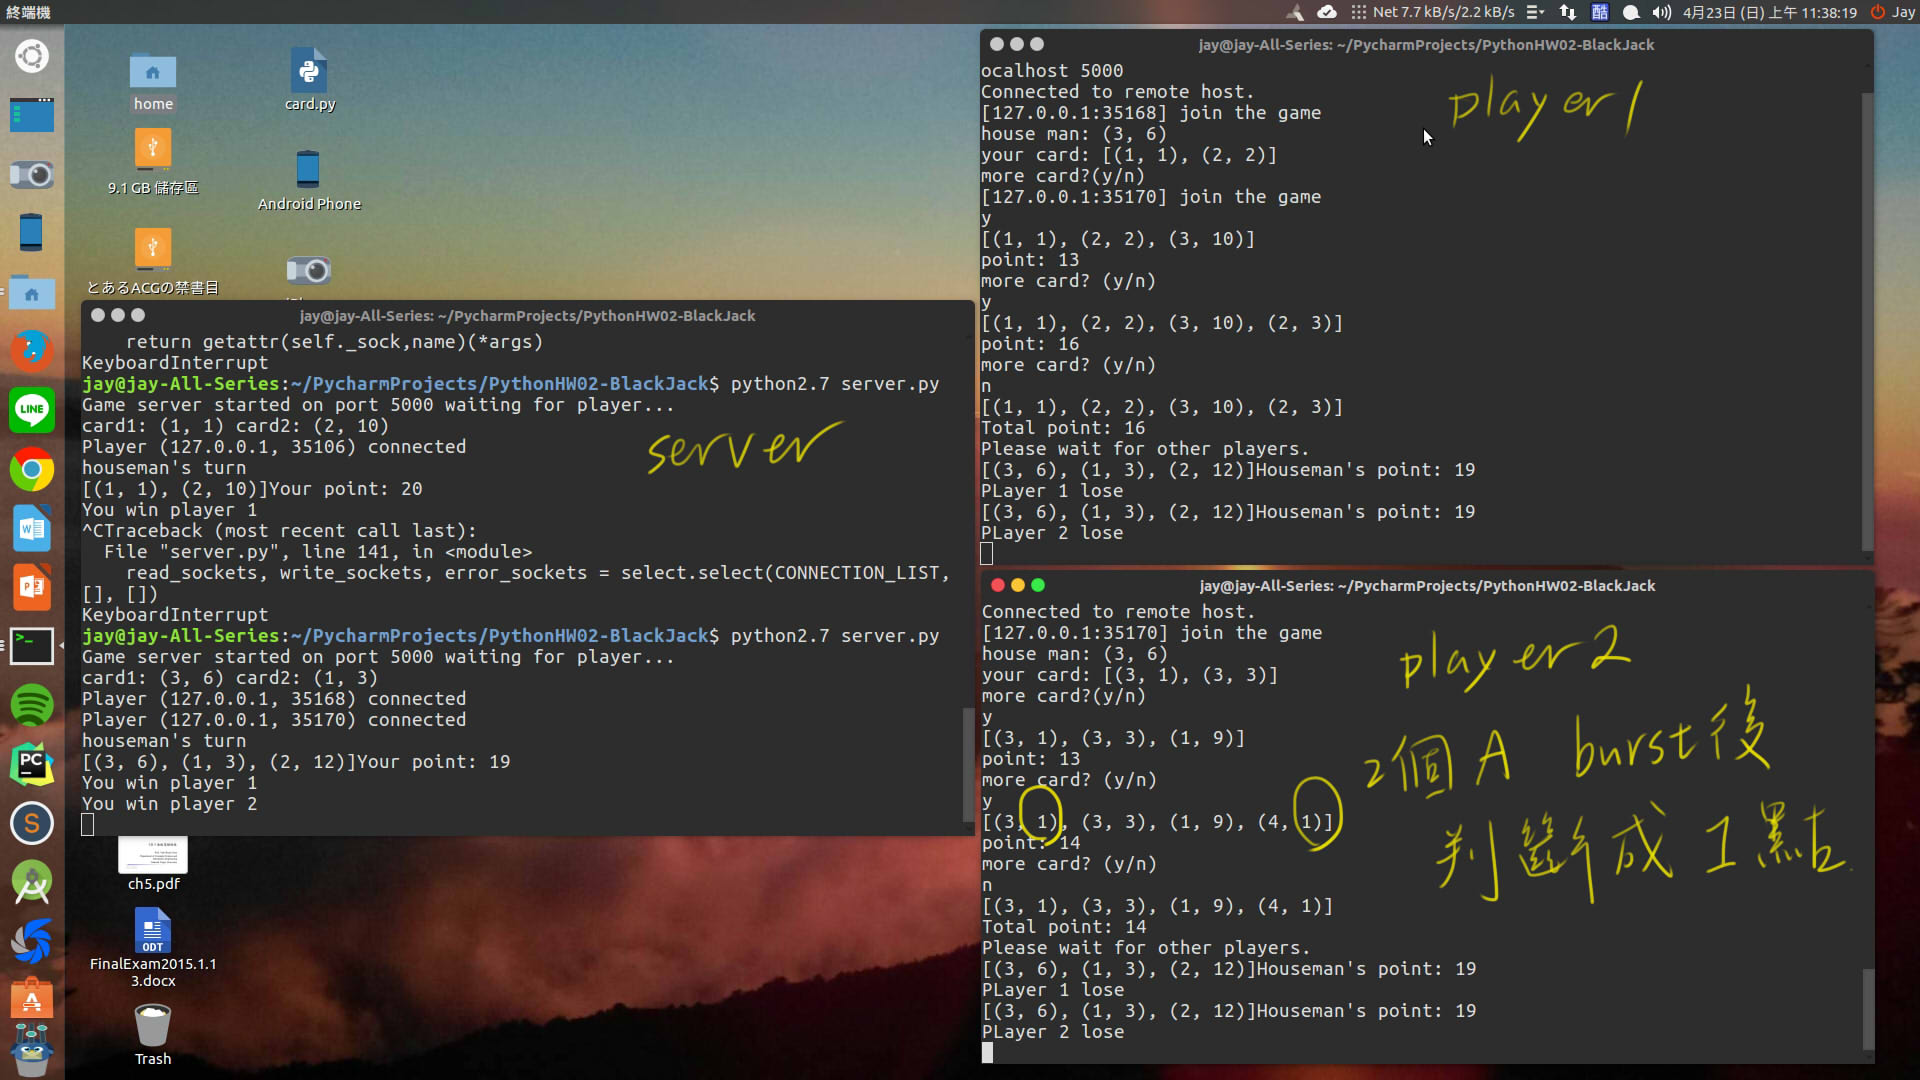 終端機
Net 7.7 kB/s/2.2 kB/s
酷
4月23日 (日) 上午 11:38:19
Jay
home
card.py
9.1 GB 儲存區
Android Phone
とあるACGの禁書目
LINE
W
P
>_
PC
S
A
ch5.pdf
ODT
FinalExam2015.1.1
3.docx
Trash
jay@jay-All-Series: ~/PycharmProjects/PythonHW02-BlackJack
    return getattr(self._sock,name)(*args)
KeyboardInterrupt
jay@jay-All-Series:~/PycharmProjects/PythonHW02-BlackJack$ python2.7 server.py
Game server started on port 5000 waiting for player...
card1: (1, 1) card2: (2, 10)
Player (127.0.0.1, 35106) connected
houseman's turn
[(1, 1), (2, 10)]Your point: 20
You win player 1
^CTraceback (most recent call last):
  File "server.py", line 141, in <module>
    read_sockets, write_sockets, error_sockets = select.select(CONNECTION_LIST,
[], [])
KeyboardInterrupt
jay@jay-All-Series:~/PycharmProjects/PythonHW02-BlackJack$ python2.7 server.py
Game server started on port 5000 waiting for player...
card1: (3, 6) card2: (1, 3)
Player (127.0.0.1, 35168) connected
Player (127.0.0.1, 35170) connected
houseman's turn
[(3, 6), (1, 3), (2, 12)]Your point: 19
You win player 1
You win player 2
server
jay@jay-All-Series: ~/PycharmProjects/PythonHW02-BlackJack
ocalhost 5000
Connected to remote host.
[127.0.0.1:35168] join the game
house man: (3, 6)
your card: [(1, 1), (2, 2)]
more card?(y/n)
[127.0.0.1:35170] join the game
y
[(1, 1), (2, 2), (3, 10)]
point: 13
more card? (y/n)
y
[(1, 1), (2, 2), (3, 10), (2, 3)]
point: 16
more card? (y/n)
n
[(1, 1), (2, 2), (3, 10), (2, 3)]
Total point: 16
Please wait for other players.
[(3, 6), (1, 3), (2, 12)]Houseman's point: 19
PLayer 1 lose
[(3, 6), (1, 3), (2, 12)]Houseman's point: 19
PLayer 2 lose
player 1
jay@jay-All-Series: ~/PycharmProjects/PythonHW02-BlackJack
Connected to remote host.
[127.0.0.1:35170] join the game
house man: (3, 6)
your card: [(3, 1), (3, 3)]
more card?(y/n)
y
[(3, 1), (3, 3), (1, 9)]
point: 13
more card? (y/n)
y
[(3, 1), (3, 3), (1, 9), (4, 1)]
point: 14
more card? (y/n)
n
[(3, 1), (3, 3), (1, 9), (4, 1)]
Total point: 14
Please wait for other players.
[(3, 6), (1, 3), (2, 12)]Houseman's point: 19
PLayer 1 lose
[(3, 6), (1, 3), (2, 12)]Houseman's point: 19
PLayer 2 lose
player 2
2個 A burst後
判斷成 1 點